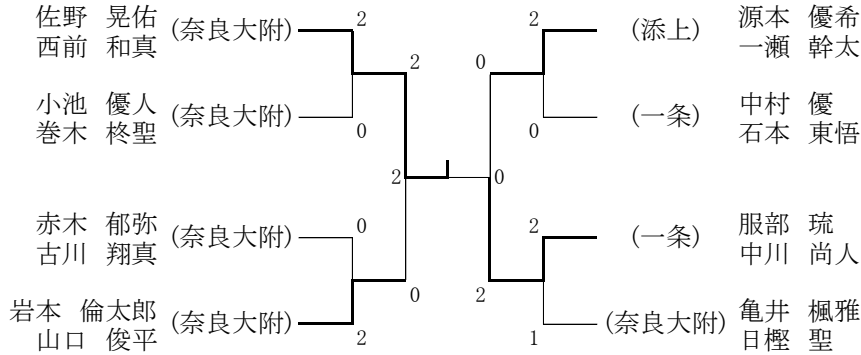 佐野 晃佑 (奈良大附) 2 2 源本 優希
西前 和真 (添上) 一瀬 幹太
2 0
小池 優人 (奈良大附) (一条) 中村 優
巻木 柊聖 0 0 石本 東悟
2 0
赤木 郁弥 (奈良大附) 0 2 (一条) 服部 琉
古川 翔真 中川 尚人
0 2
岩本 倫太郎 (奈良大附) (奈良大附) 亀井 楓雅
山口 俊平 2 1 日樫 聖